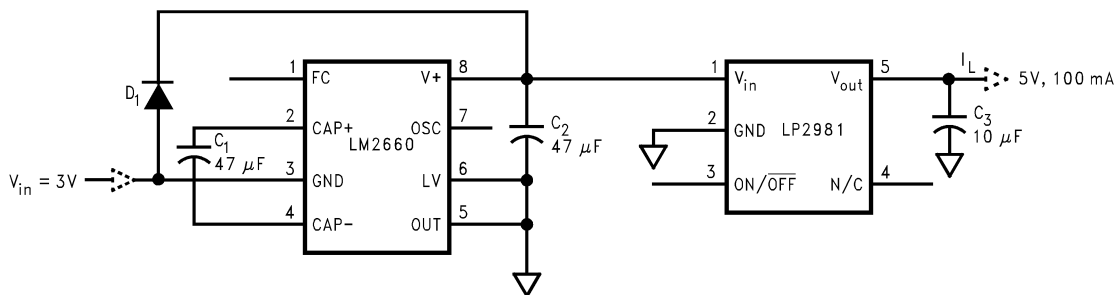 1 FC V+ 8
D1
2 CAP+ OSC 7
C1
47 µF
LM2660
Vin = 3V
3 GND LV 6
4 CAP- OUT 5
C2
47 µF
1 Vin Vout 5
IL
5V, 100 mA
2 GND LP2981
C3
10 µF
3 ON/O̅F̅F̅ N/C 4